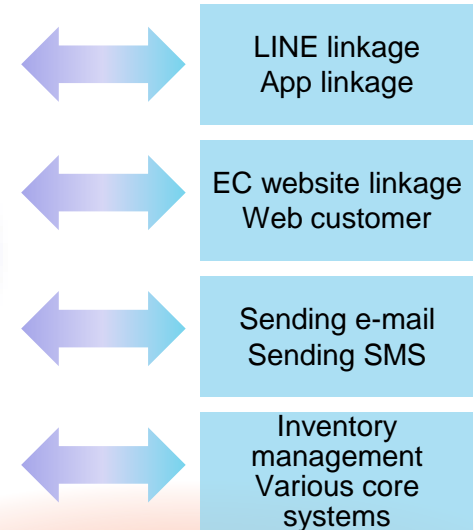 LINE linkage
App linkage
EC website linkage
Web customer
Sending e-mail
Sending SMS
Inventory
management
Various core
systems